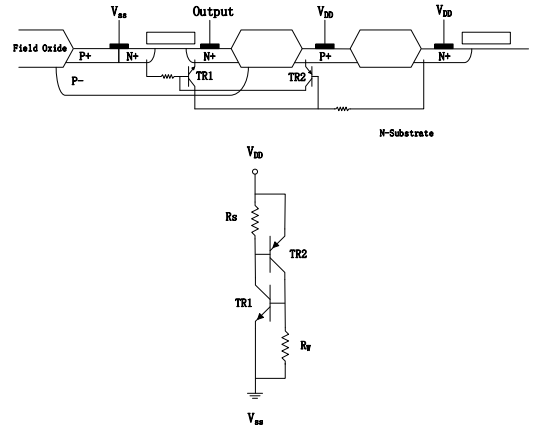 Vss Output VDD VDD
Field Oxide P+ N+ N+ P+ N+
P- TR1 TR2
N-Substrate
VDD
Rs
TR2
TR1
RW
Vss